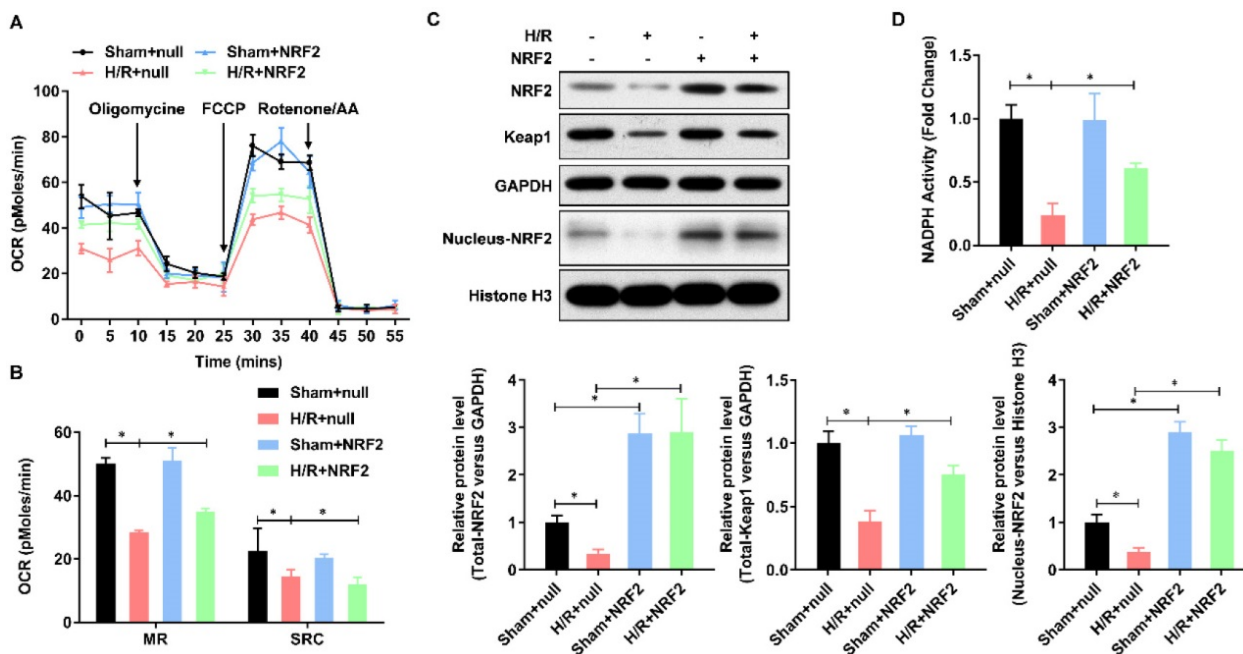 A
Sham+null
Sham+NRF2
H/R+null
H/R+NRF2
OCR (pMoles/min)
100
80
60
40
20
0
Oligomycine
FCCP
Rotenone/AA
0 5 10 15 20 25 30 35 40 45 50 55
Time (mins)
B
Sham+null
H/R+null
Sham+NRF2
H/R+NRF2
OCR (pMoles/min)
60
40
20
0
* * * *
MR SRC
C
H/R - + - +
NRF2 - - + +
NRF2
Keap1
GAPDH
Nucleus-NRF2
Histone H3
Relative protein level
(Total-NRF2 versus GAPDH)
4
3
2
1
0
* * *
Sham+null
H/R+null
Sham+NRF2
H/R+NRF2
Relative protein level
(Total-Keap1 versus GAPDH)
1.5
1.0
0.5
0.0
* *
Sham+null
H/R+null
Sham+NRF2
H/R+NRF2
Relative protein level
(Nucleus-NRF2 versus Histone H3)
4
3
2
1
0
* * *
Sham+null
H/R+null
Sham+NRF2
H/R+NRF2
D
NADPH Activity (Fold Change)
1.5
1.0
0.5
0.0
* *
Sham+null
H/R+null
Sham+NRF2
H/R+NRF2